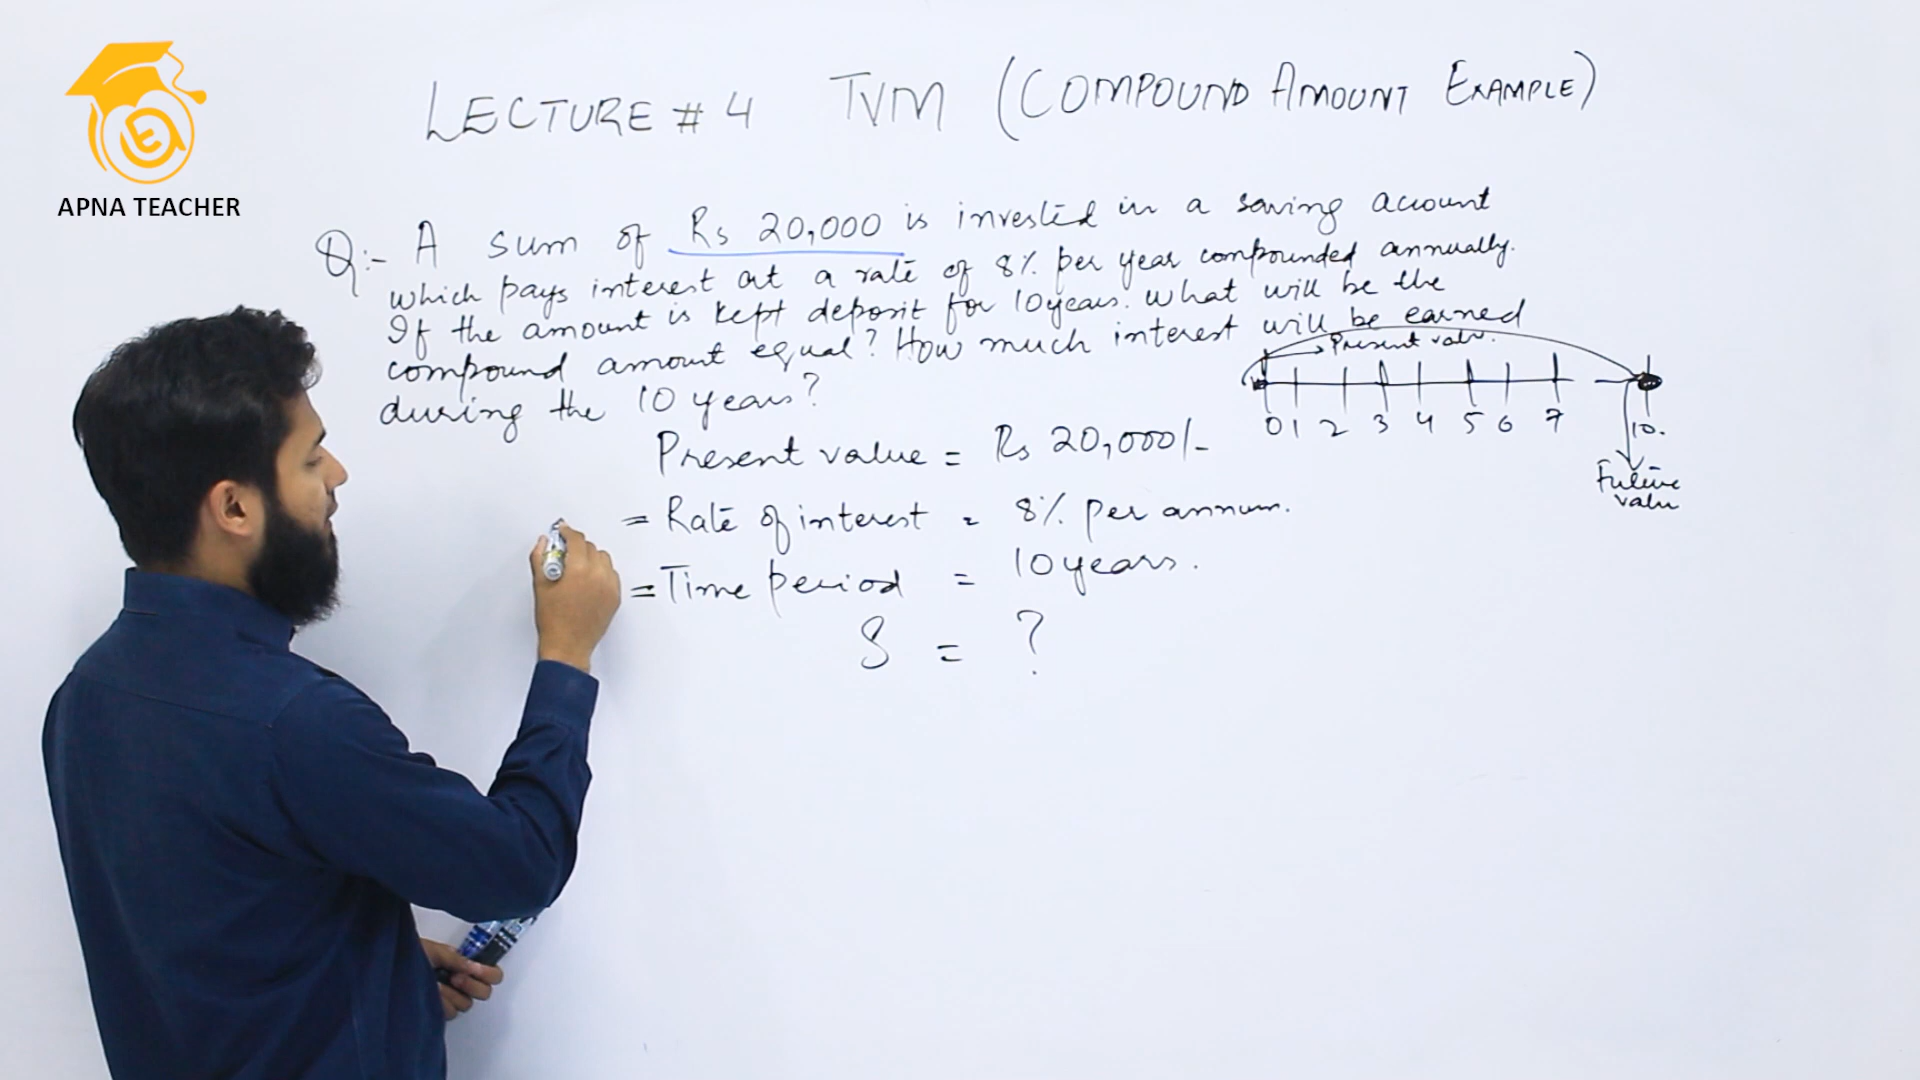 APNA TEACHER
LECTURE # 4 TVM (COMPOUND AMOUNT EXAMPLE)
Q:- A sum of Rs 20,000 is invested in a saving account
which pays interest at a rate of 8% per year compounded annually.
If the amount is kept deposit for 10 years. What will be the
compound amount equal? How much interest will be earned
during the 10 years?
Present valu.
0 1 2 3 4 5 6 7 10.
Future
valu
Present value = Rs 20,000/-
= Rate of interest = 8% per annum.
= Time period = 10 years.
S = ?